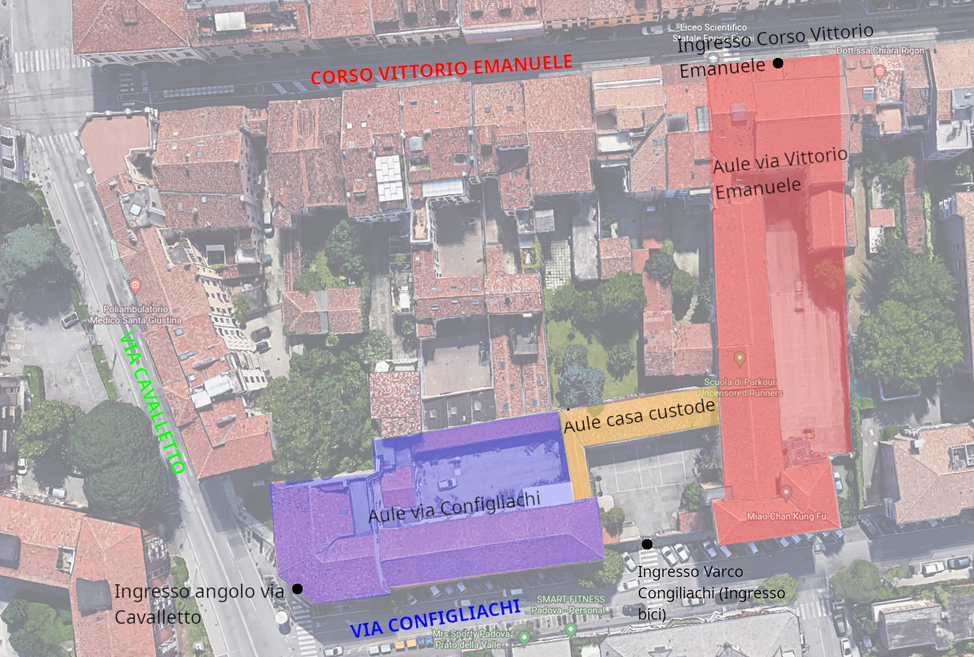 Liceo Scientifico
Ingresso Corso Vittorio
Emanuele
Dott.ssa Chiara Rigon
CORSO VITTORIO EMANUELE
Aule via Vittorio
Emanuele
Poliambulatorio
Medico Santa Giustina
VIA CAVALLETTO
Scuola di Parkour
Uncensored Runners
Aule casa custode
Aule via Configliachi
Miao Chan Kung Fu
Ingresso angolo via
Cavalletto
Ingresso Varco
Congiliachi (Ingresso
bici)
VIA CONFIGLIACHI
SMART FITNESS
Padova - Personal
Mrs Sporty Padova
Prato della Valle